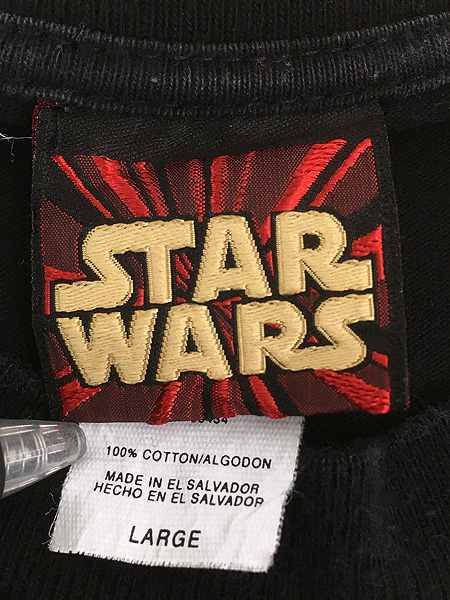 STAR
WARS
100% COTTON/ALGODON
MADE IN EL SALVADOR
HECHO EN EL SALVADOR
LARGE